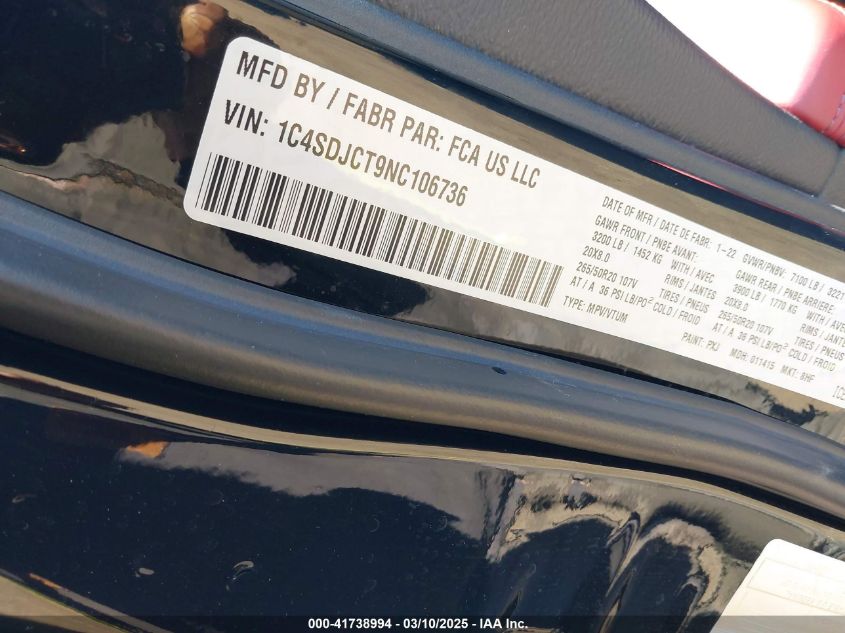 MFD BY / FABR PAR: FCA US LLC
VIN: 1C4SDJCT9NC106736
DATE OF MFR / DATE DE FABR: 1-22 GVWR/PNBV: 7100 LB / 3221
GAWR FRONT / PNBE AVANT: GAWR REAR / PNBE ARRIERE:
3200 LB / 1452 KG WITH / AVEC 3900 LB / 1770 KG WITH / AVEC
20X8.0 RIMS / JANTES 20X8.0 RIMS / JANTES
265/50R20 107V TIRES / PNEUS 265/50R20 107V TIRES / PNEUS
AT / A 36 PSI LB/PO² COLD / FROID AT / A 36 PSI LB/PO² COLD / FROID
TYPE: MPV/VTUM PAINT: PXJ MDH: 011415 MKT: 8HF
000-41738994 - 03/10/2025 - IAA Inc.